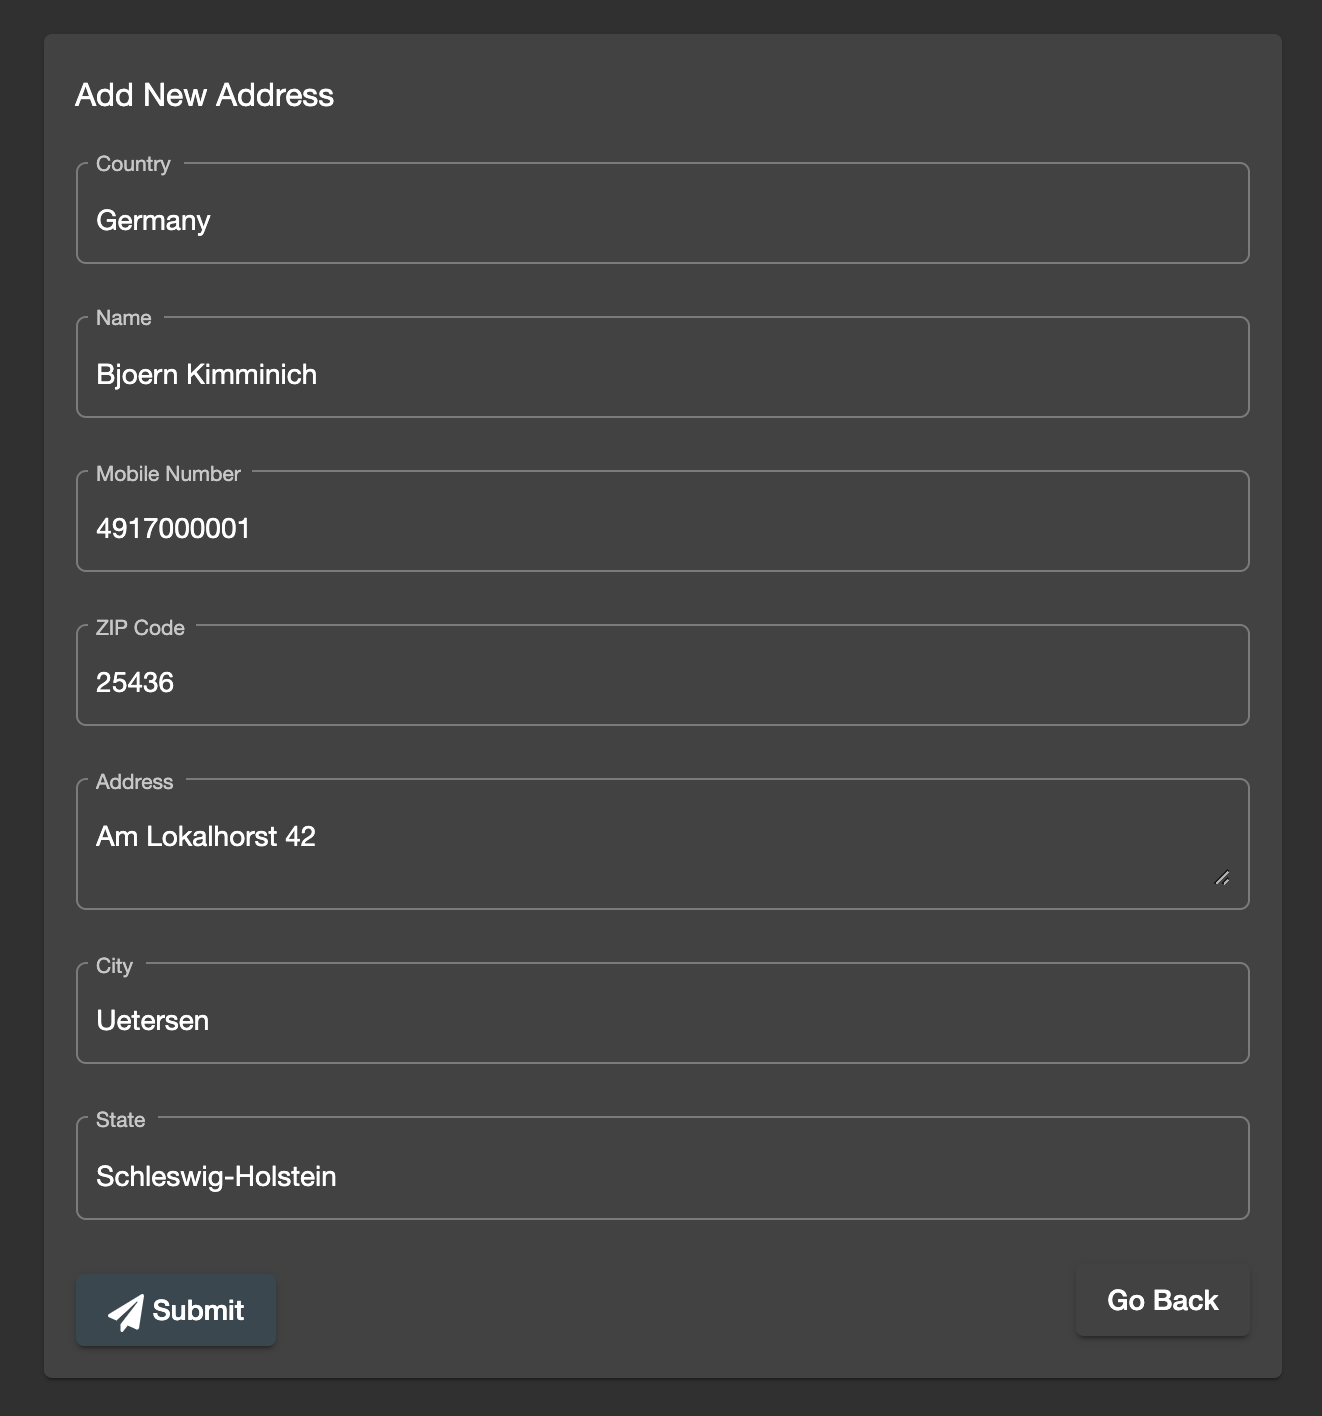 Add New Address
Country
Germany
Name
Bjoern Kimminich
Mobile Number
4917000001
ZIP Code
25436
Address
Am Lokalhorst 42
City
Uetersen
State
Schleswig-Holstein
Submit
Go Back